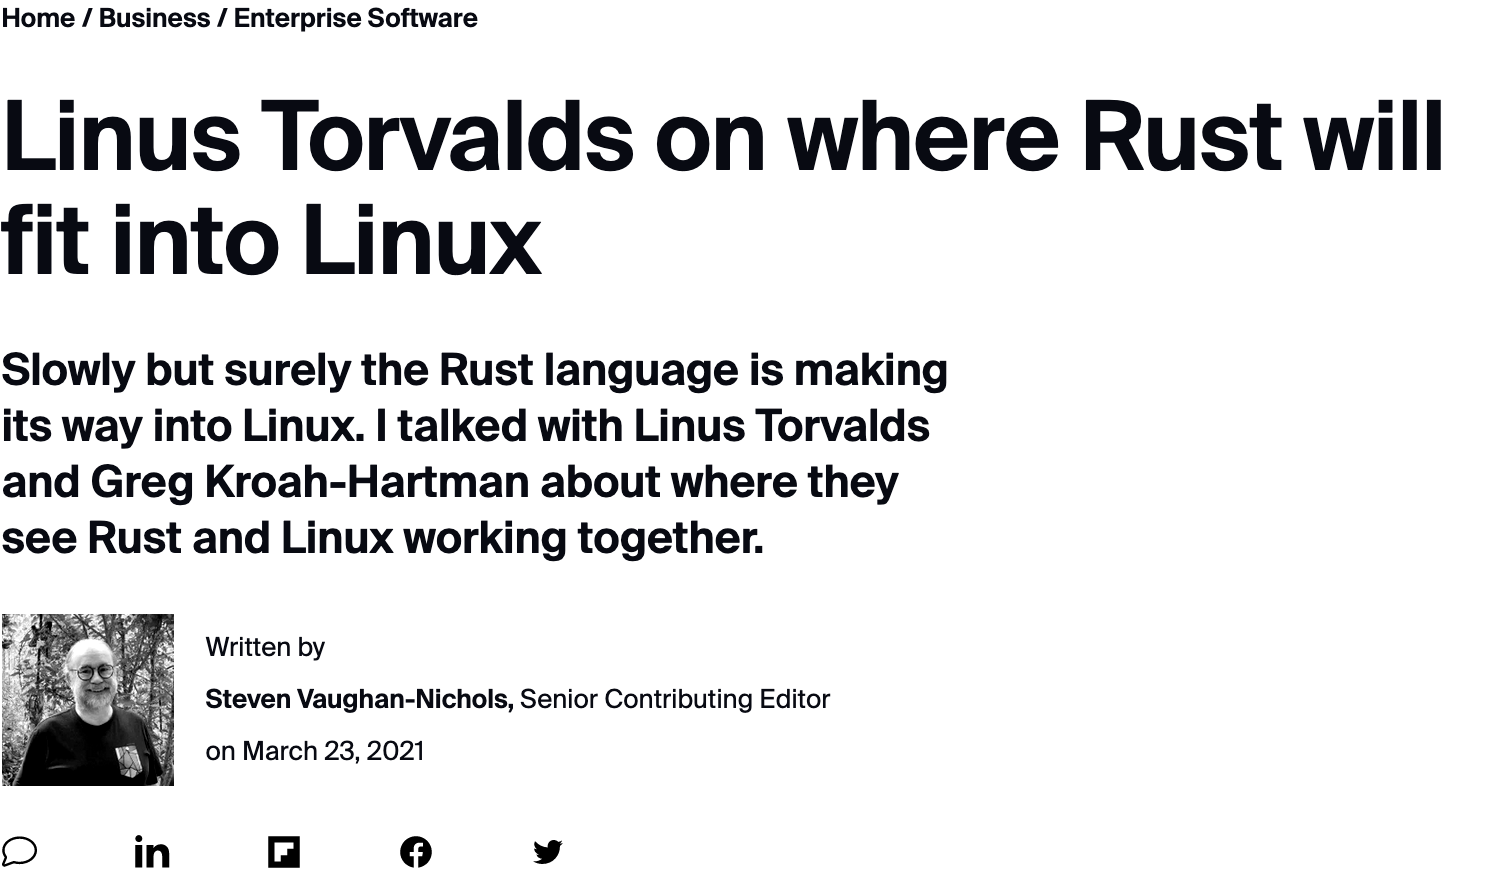 Home / Business / Enterprise Software
Linus Torvalds on where Rust will
fit into Linux
Slowly but surely the Rust language is making
its way into Linux. I talked with Linus Torvalds
and Greg Kroah-Hartman about where they
see Rust and Linux working together.
Written by
Steven Vaughan-Nichols, Senior Contributing Editor
on March 23, 2021